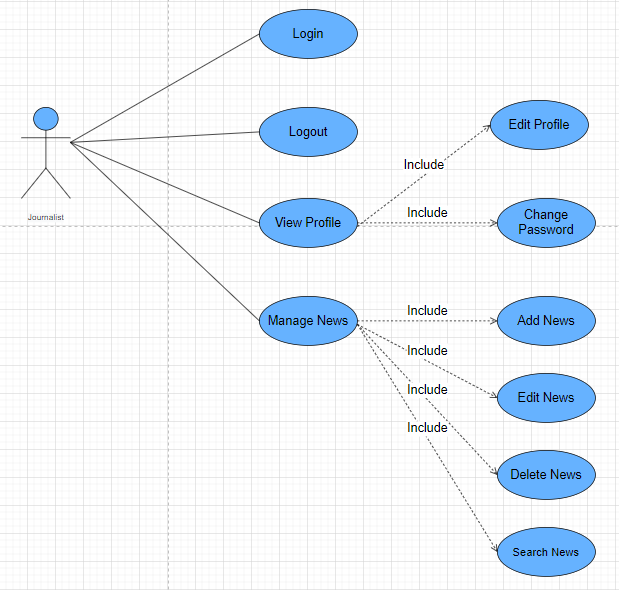 Login
Logout
Edit Profile
Include
Journalist
View Profile
Include
Change
Password
Manage News
Include
Add News
Include
Edit News
Include
Include
Delete News
Search News